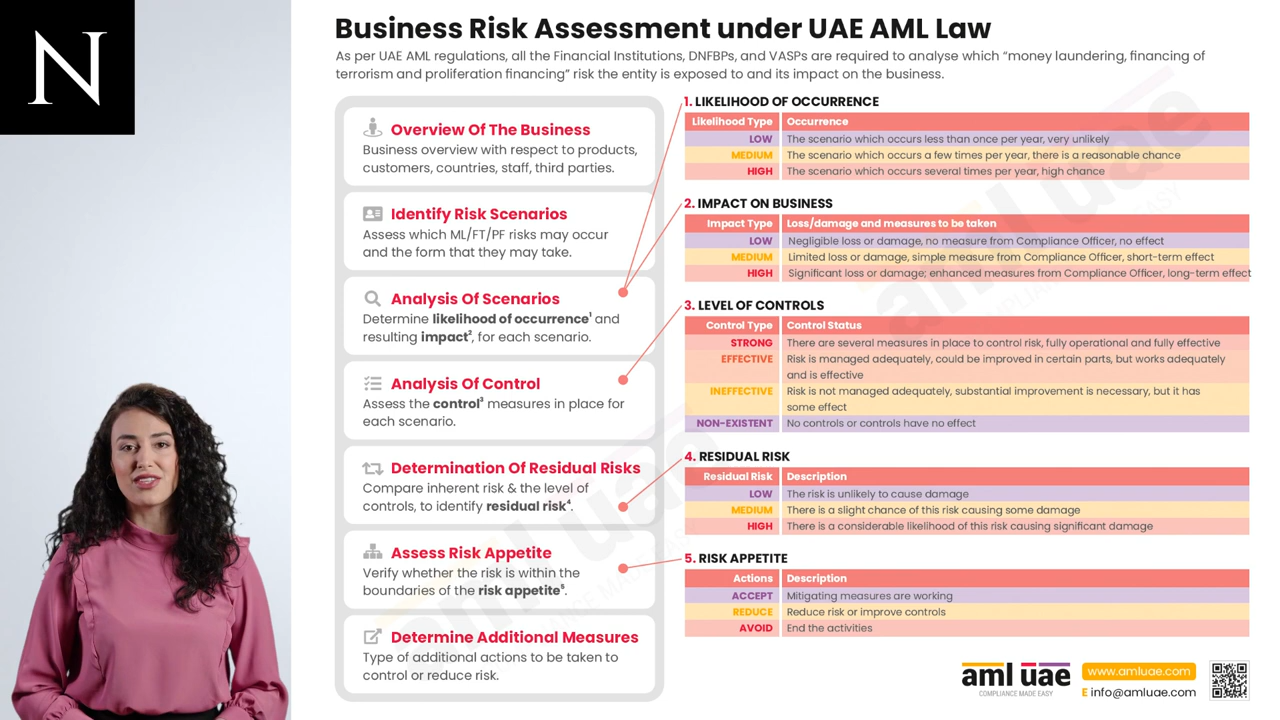 N
Business Risk Assessment under UAE AML Law
As per UAE AML regulations, all the Financial Institutions, DNFBPs, and VASPs are required to analyse which “money laundering, financing of
terrorism and proliferation financing” risk the entity is exposed to and its impact on the business.
Overview Of The Business
Business overview with respect to products,
customers, countries, staff, third parties.
Identify Risk Scenarios
Assess which ML/FT/PF risks may occur
and the form that they may take.
Analysis Of Scenarios
Determine likelihood of occurrence¹ and
resulting impact², for each scenario.
Analysis Of Control
Assess the control³ measures in place for
each scenario.
Determination Of Residual Risks
Compare inherent risk & the level of
controls, to identify residual risk⁴.
Assess Risk Appetite
Verify whether the risk is within the
boundaries of the risk appetite⁵.
Determine Additional Measures
Type of additional actions to be taken to
control or reduce risk.
1. LIKELIHOOD OF OCCURRENCE
Likelihood Type Occurrence
LOW The scenario which occurs less than once per year, very unlikely
MEDIUM The scenario which occurs a few times per year, there is a reasonable chance
HIGH The scenario which occurs several times per year, high chance
2. IMPACT ON BUSINESS
Impact Type Loss/damage and measures to be taken
LOW Negligible loss or damage, no measure from Compliance Officer, no effect
MEDIUM Limited loss or damage, simple measure from Compliance Officer, short-term effect
HIGH Significant loss or damage; enhanced measures from Compliance Officer, long-term effect
3. LEVEL OF CONTROLS
Control Type Control Status
STRONG There are several measures in place to control risk, fully operational and fully effective
EFFECTIVE Risk is managed adequately, could be improved in certain parts, but works adequately
and is effective
INEFFECTIVE Risk is not managed adequately, substantial improvement is necessary, but it has
some effect
NON-EXISTENT No controls or controls have no effect
4. RESIDUAL RISK
Residual Risk Description
LOW The risk is unlikely to cause damage
MEDIUM There is a slight chance of this risk causing some damage
HIGH There is a considerable likelihood of this risk causing significant damage
5. RISK APPETITE
Actions Description
ACCEPT Mitigating measures are working
REDUCE Reduce risk or improve controls
AVOID End the activities
aml uae
COMPLIANCE MADE EASY
www.amluae.com
E info@amluae.com